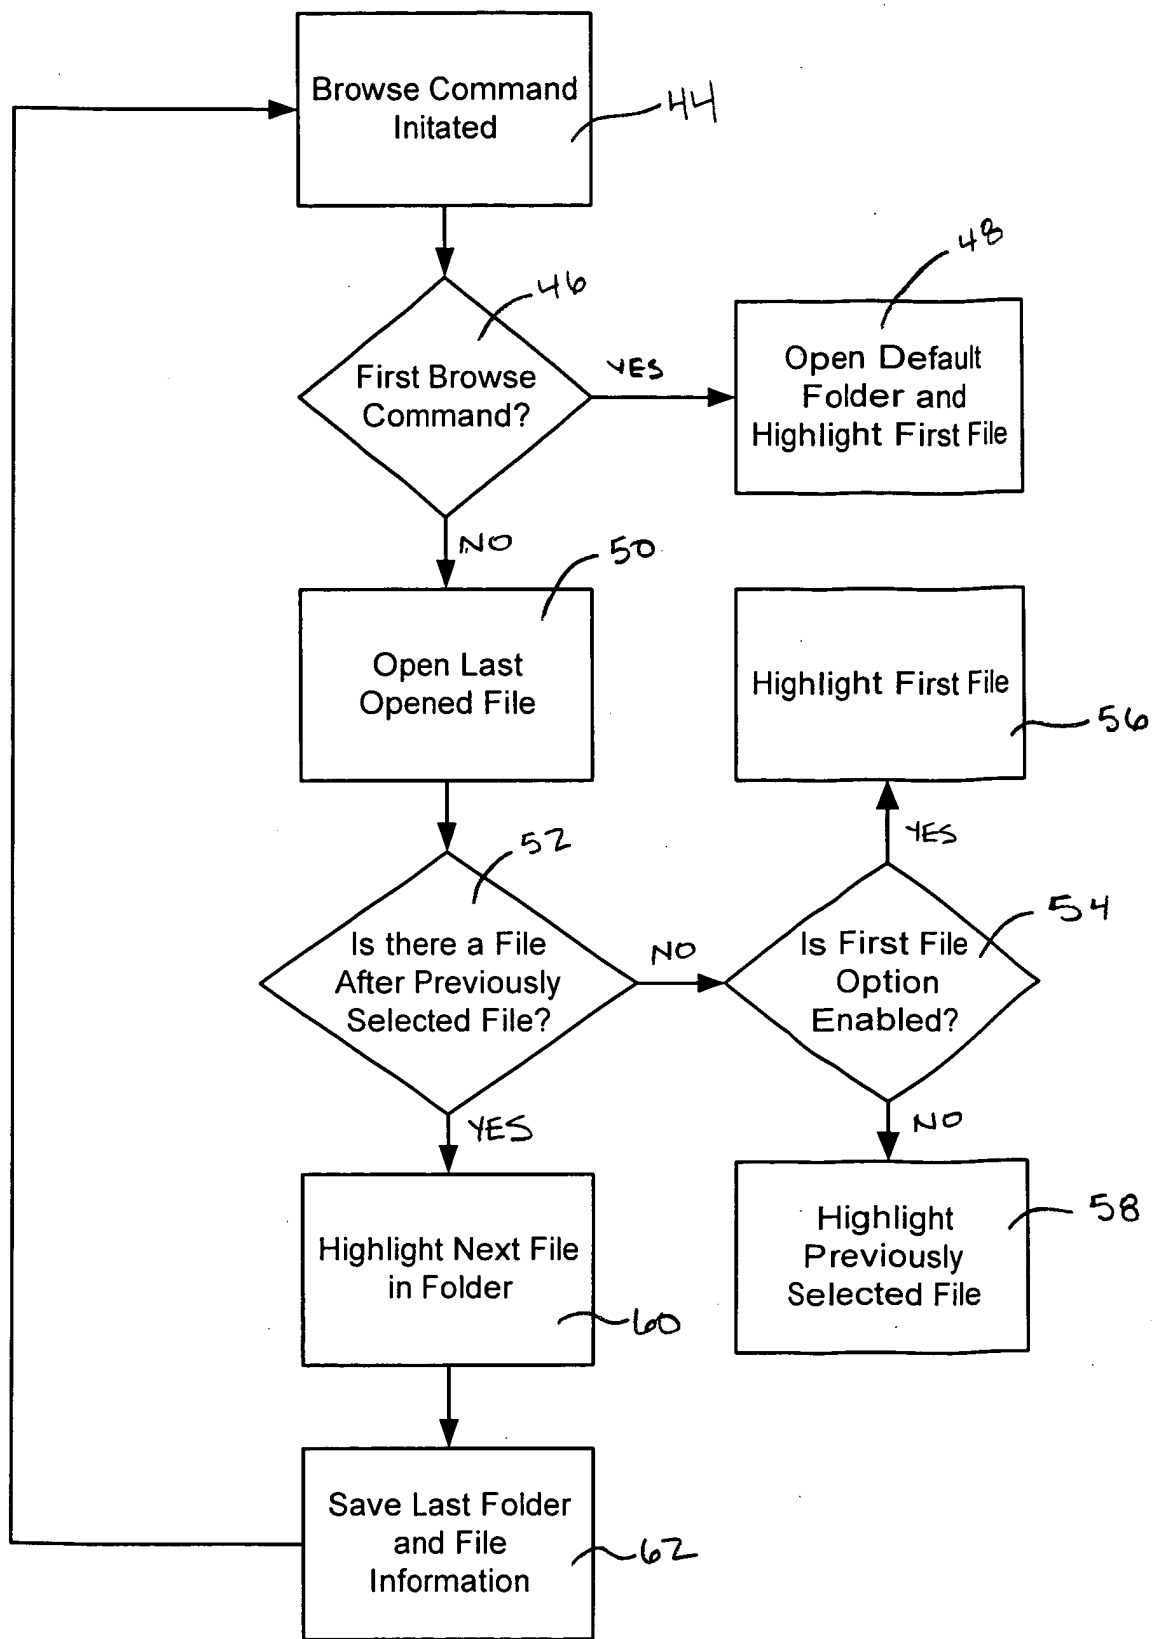 Browse Command
Initated
44
46
First Browse
Command?
YES
48
Open Default
Folder and
Highlight First File
NO
50
Open Last
Opened File
Highlight First File
56
YES
52
Is there a File
After Previously
Selected File?
NO
54
Is First File
Option
Enabled?
YES
NO
Highlight Next File
in Folder
60
Highlight
Previously
Selected File
58
Save Last Folder
and File
Information
62